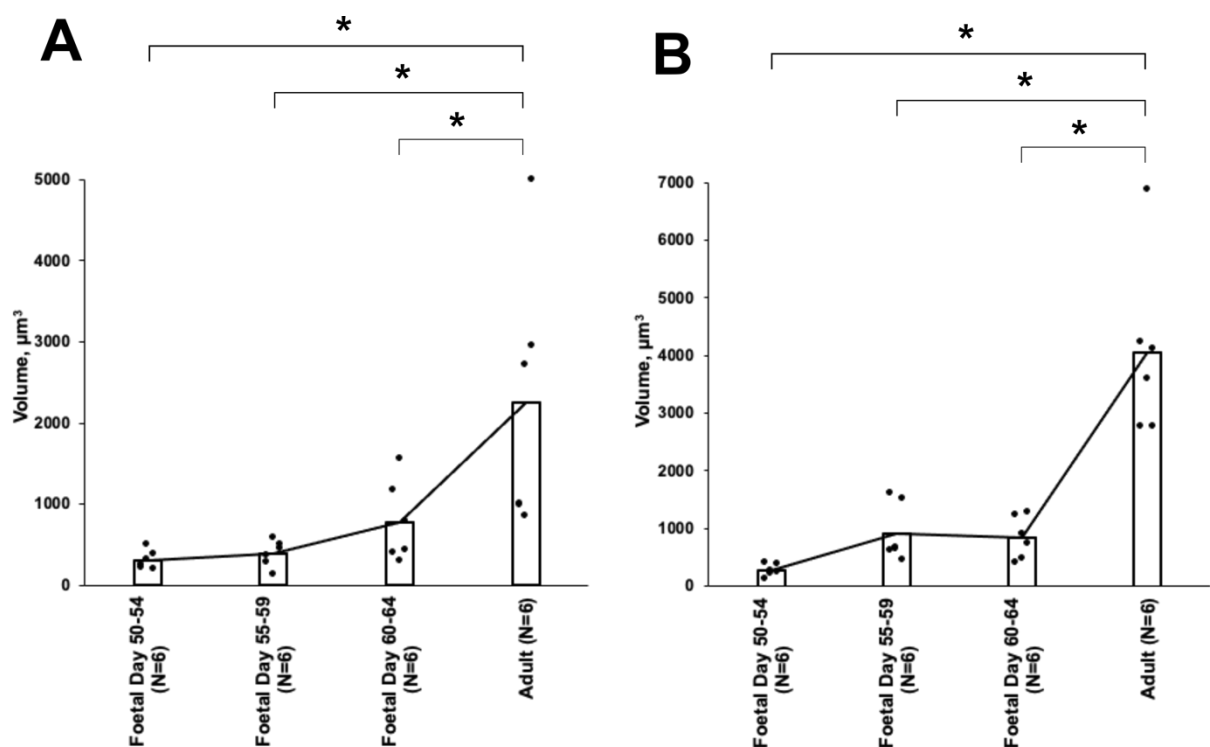 A
*
*
*
Volume, µm³
5000
4000
3000
2000
1000
0
Foetal Day 50-54
(N=6)
Foetal Day 55-59
(N=6)
Foetal Day 60-64
(N=6)
Adult (N=6)
B
*
*
*
Volume, µm³
7000
6000
5000
4000
3000
2000
1000
0
Foetal Day 50-54
(N=6)
Foetal Day 55-59
(N=6)
Foetal Day 60-64
(N=6)
Adult (N=6)